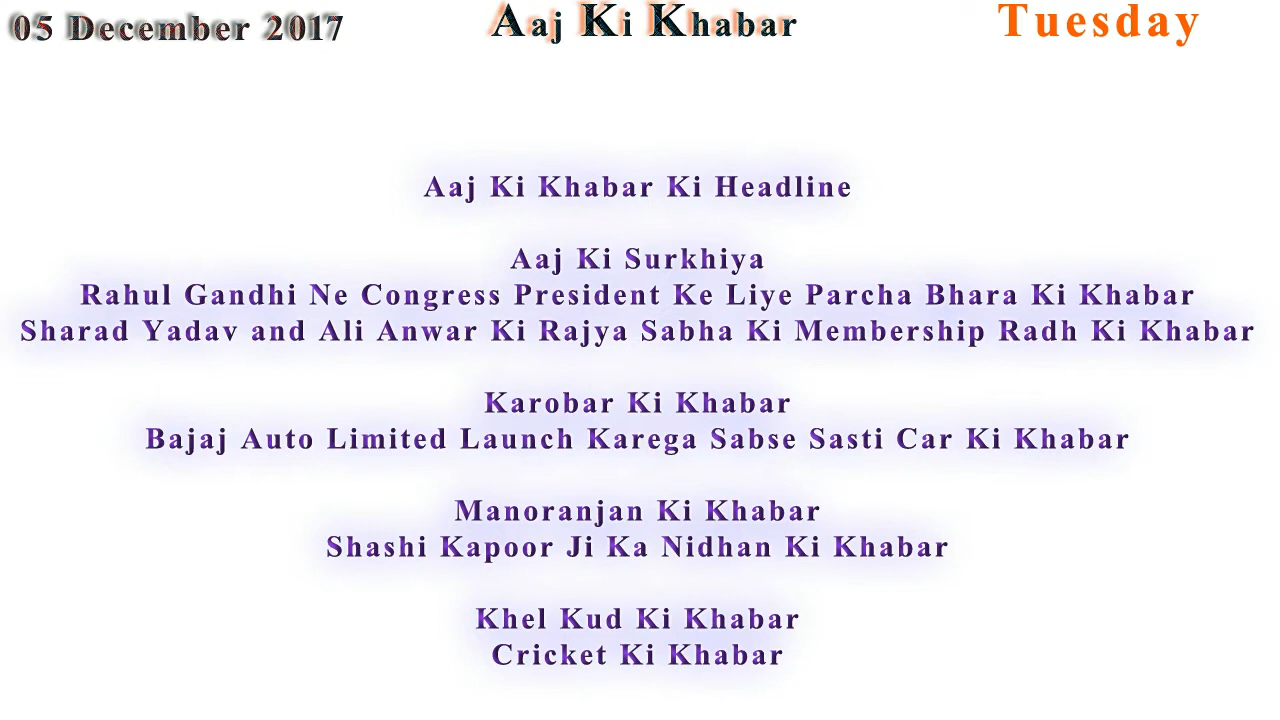 05 December 2017
Aaj Ki Khabar
Tuesday
Aaj Ki Khabar Ki Headline
Aaj Ki Surkhiya
Rahul Gandhi Ne Congress President Ke Liye Parcha Bhara Ki Khabar
Sharad Yadav and Ali Anwar Ki Rajya Sabha Ki Membership Radh Ki Khabar
Karobar Ki Khabar
Bajaj Auto Limited Launch Karega Sabse Sasti Car Ki Khabar
Manoranjan Ki Khabar
Shashi Kapoor Ji Ka Nidhan Ki Khabar
Khel Kud Ki Khabar
Cricket Ki Khabar